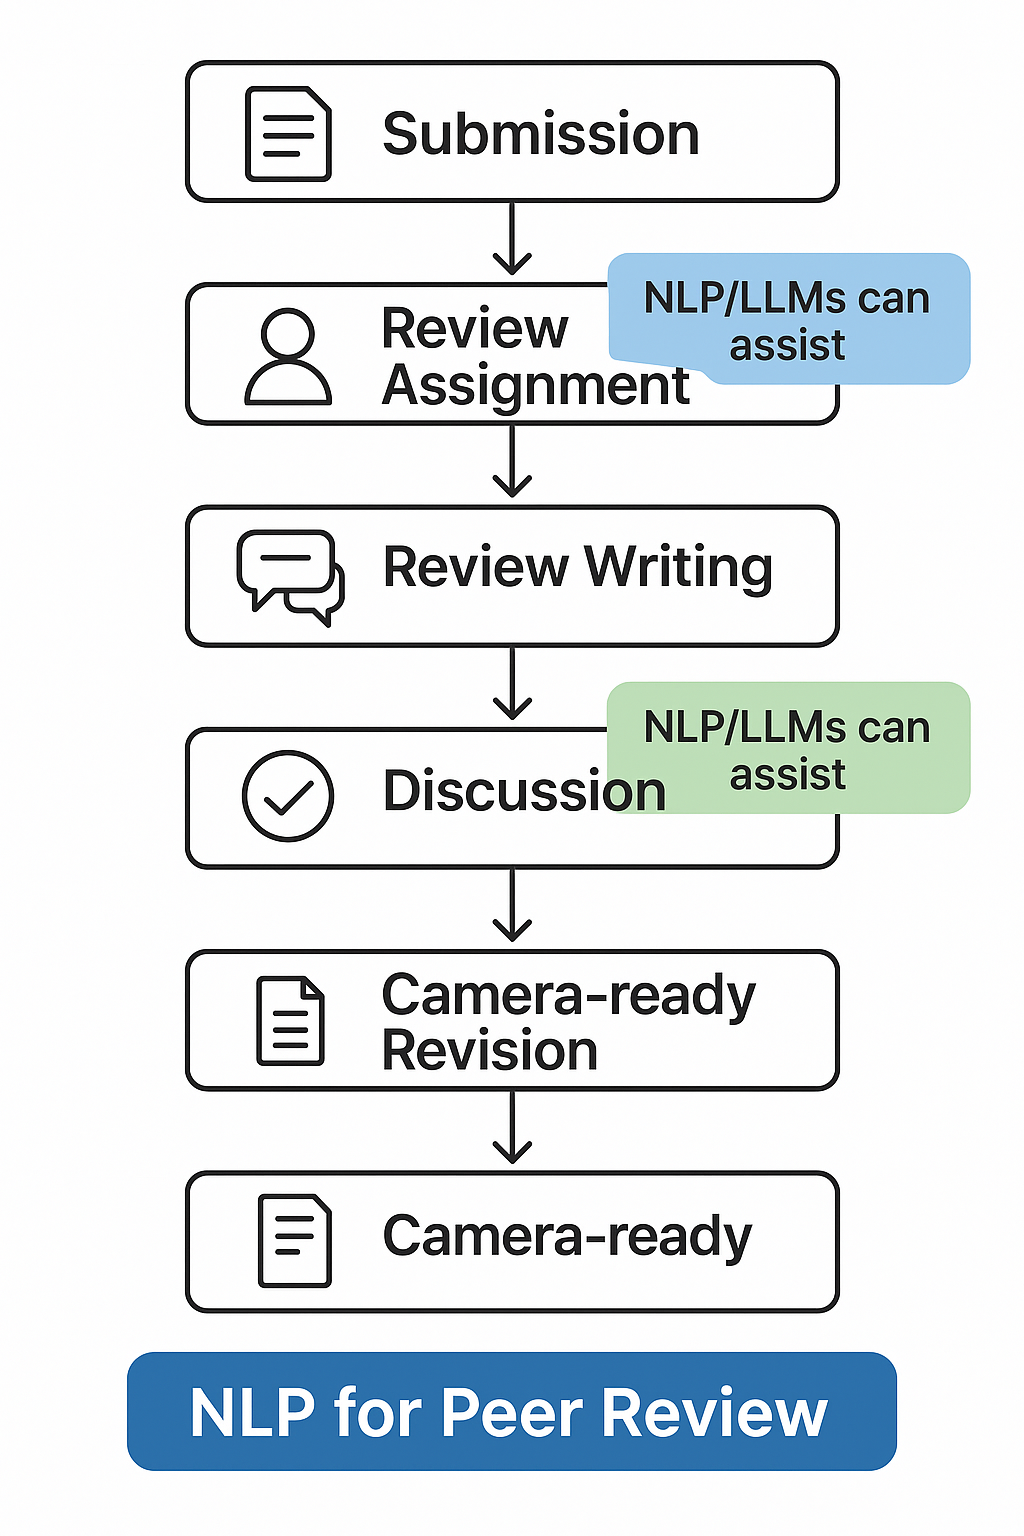 Submission
NLP/LLMs can
assist
Review
Assignment
Review Writing
NLP/LLMs can
assist
Discussion
Camera-ready
Revision
Camera-ready
NLP for Peer Review